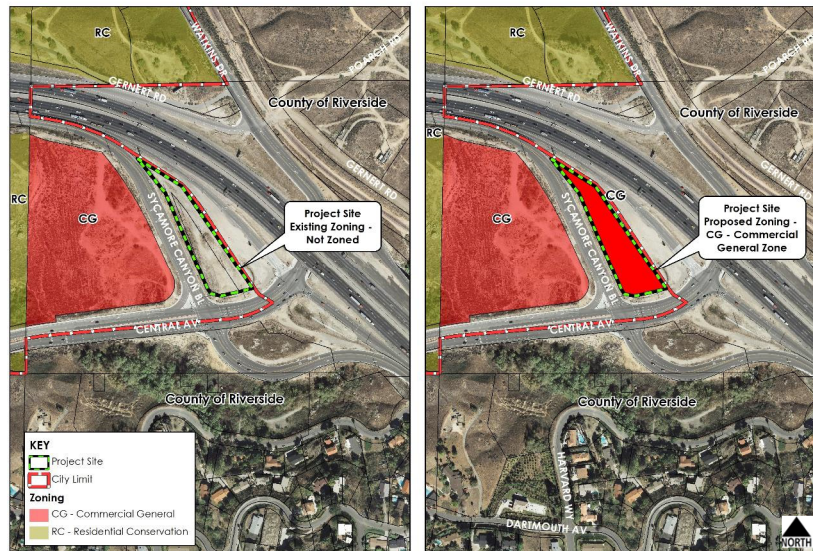 RC
WATKINS DR
POARCH RD
GERNERT RD
County of Riverside
GERNERT RD
RC
CG
SYCAMORE CANYON BL
Project Site
Existing Zoning -
Not Zoned
CENTRAL AV
County of Riverside
KEY
Project Site
City Limit
Zoning
CG - Commercial General
RC - Residential Conservation
RC
WATKINS DR
POARCH RD
GERNERT RD
County of Riverside
GERNERT RD
RC
CG
CG
SYCAMORE CANYON BL
Project Site
Proposed Zoning -
CG - Commercial
General Zone
CENTRAL AV
County of Riverside
HARVARD WY
DARTMOUTH AV
NORTH